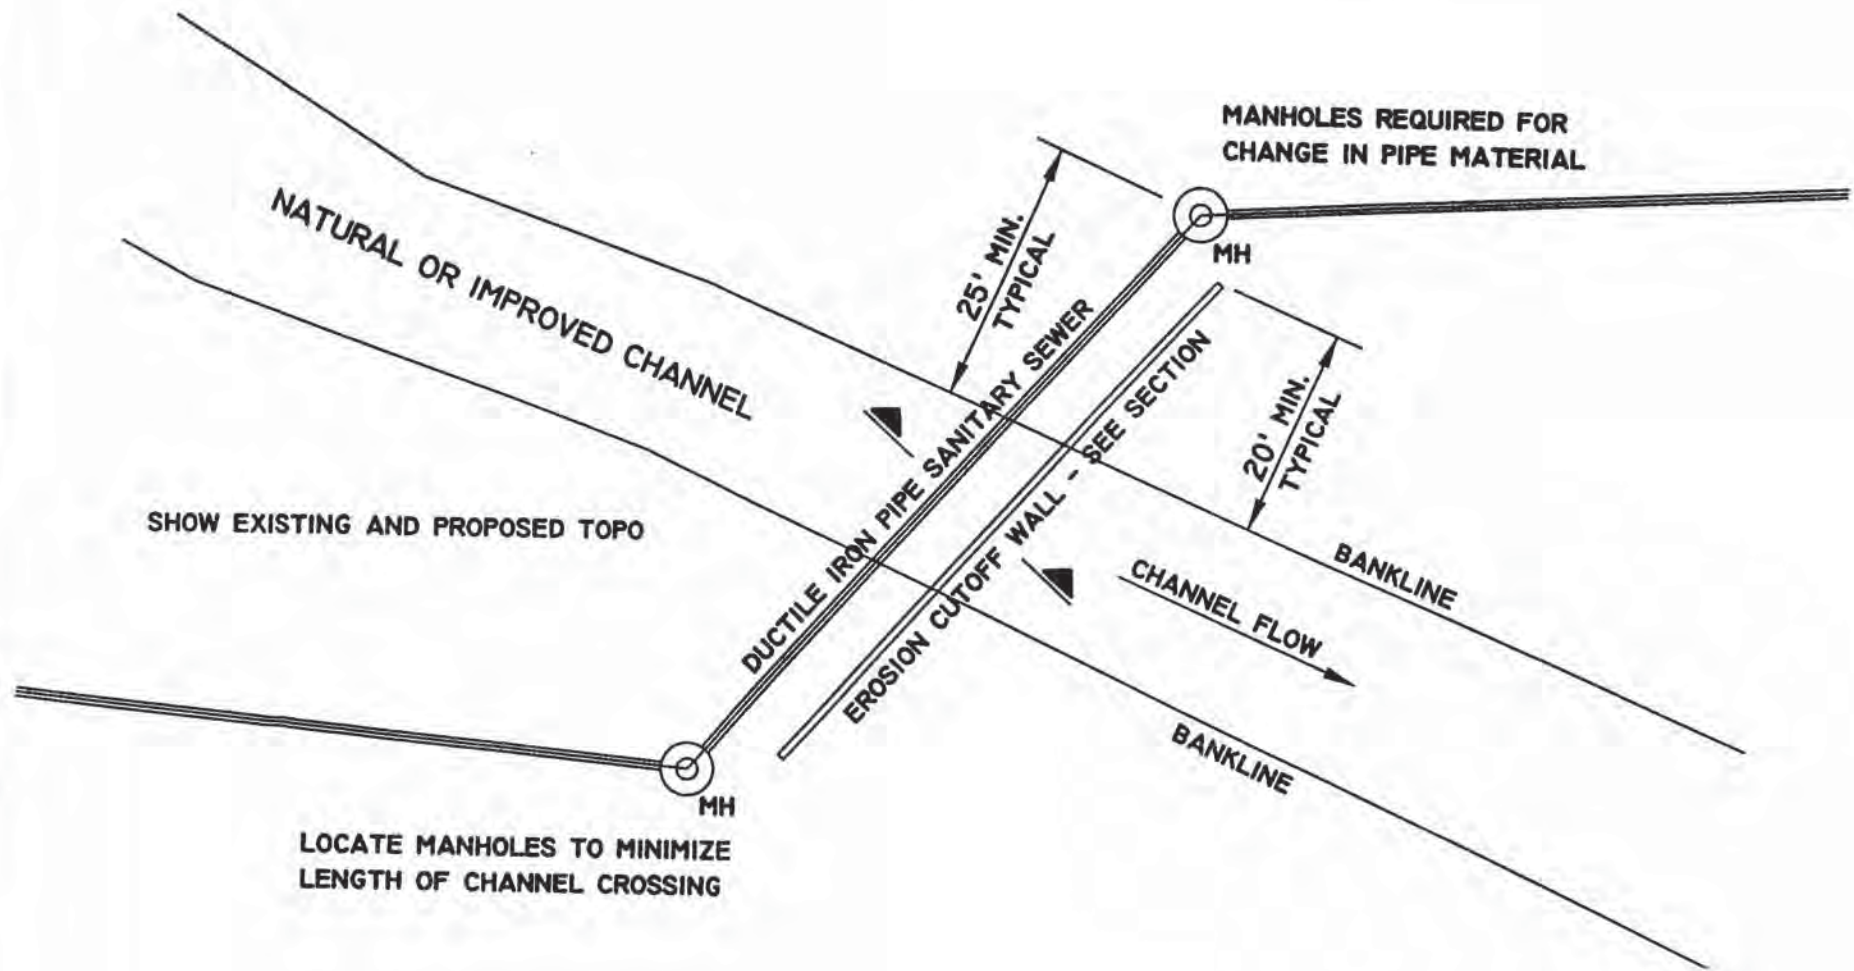 MANHOLES REQUIRED FOR
CHANGE IN PIPE MATERIAL
25' MIN.
TYPICAL
MH
NATURAL OR IMPROVED CHANNEL
DUCTILE IRON PIPE SANITARY SEWER
EROSION CUTOFF WALL - SEE SECTION
20' MIN.
TYPICAL
SHOW EXISTING AND PROPOSED TOPO
BANKLINE
CHANNEL FLOW
BANKLINE
MH
LOCATE MANHOLES TO MINIMIZE
LENGTH OF CHANNEL CROSSING